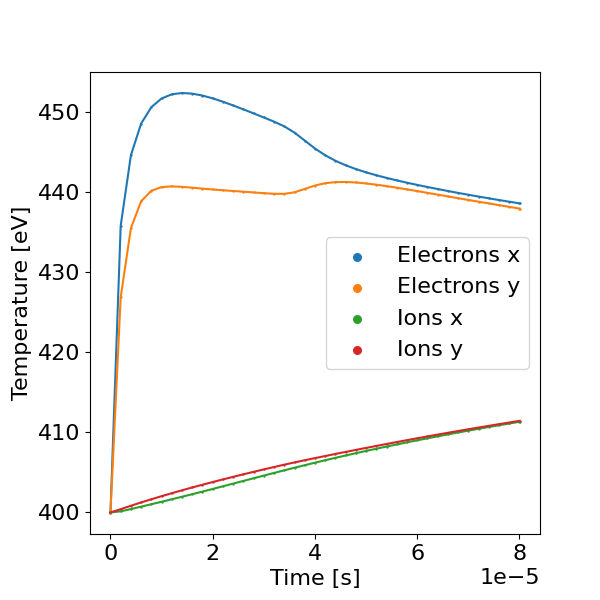 450
440
430
420
410
400
Temperature [eV]
Electrons x
Electrons y
Ions x
Ions y
0
2
4
6
8
1e−5
Time [s]